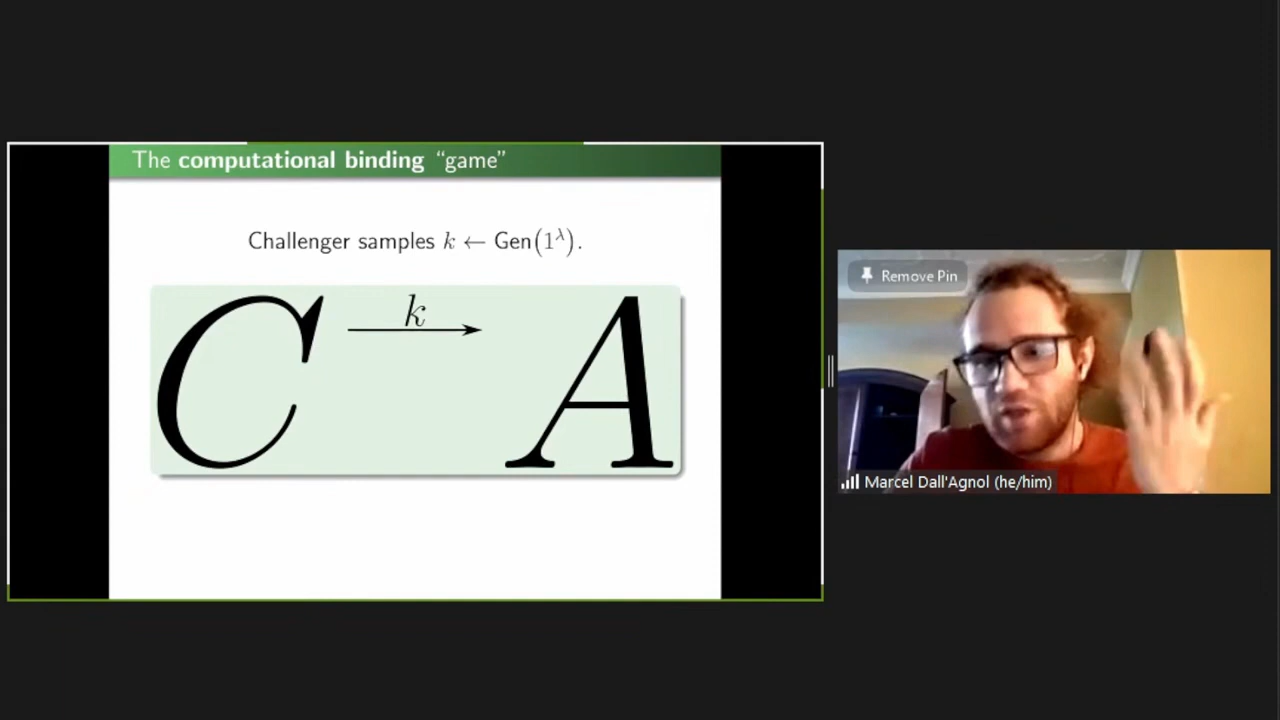 The computational binding “game”
Challenger samples k ← Gen(1^λ).
k
C A
Remove Pin
Marcel Dall'Agnol (he/him)